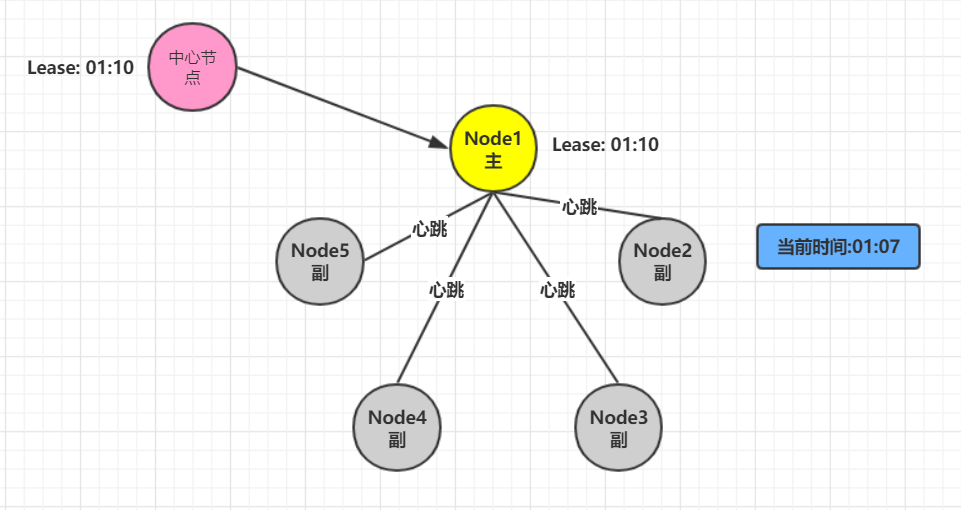 Lease: 01:10
中心节
点
Node1
主
Lease: 01:10
心跳
心跳
心跳
心跳
Node5
副
Node2
副
当前时间:01:07
Node4
副
Node3
副